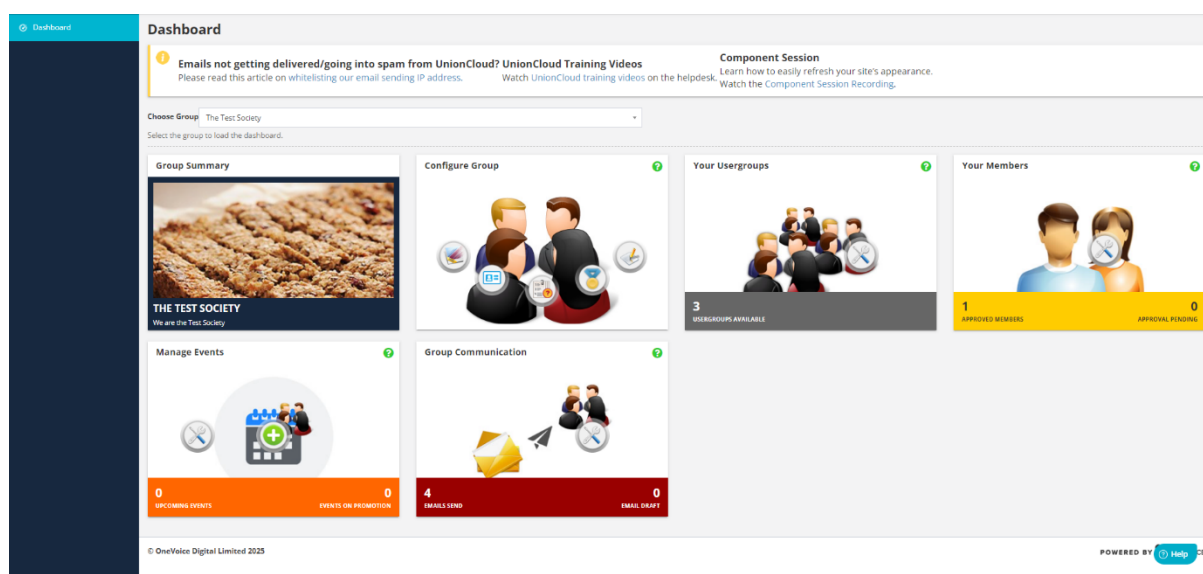 Dashboard
Dashboard
Emails not getting delivered/going into spam from UnionCloud?
Please read this article on whitelisting our email sending IP address.
UnionCloud Training Videos
Watch UnionCloud training videos on the helpdesk.
Component Session
Learn how to easily refresh your site's appearance.
Watch the Component Session Recording.
Choose Group The Test Society
Select the group to load the dashboard.
Group Summary
THE TEST SOCIETY
We are the Test Society
Configure Group
Your Usergroups
3
USERGROUPS AVAILABLE
Your Members
1 0
APPROVED MEMBERS APPROVAL PENDING
Manage Events
0 0
UPCOMING EVENTS EVENTS ON PROMOTION
Group Communication
4 0
EMAILS SEND EMAIL DRAFT
© OneVoice Digital Limited 2025
POWERED BY
Help